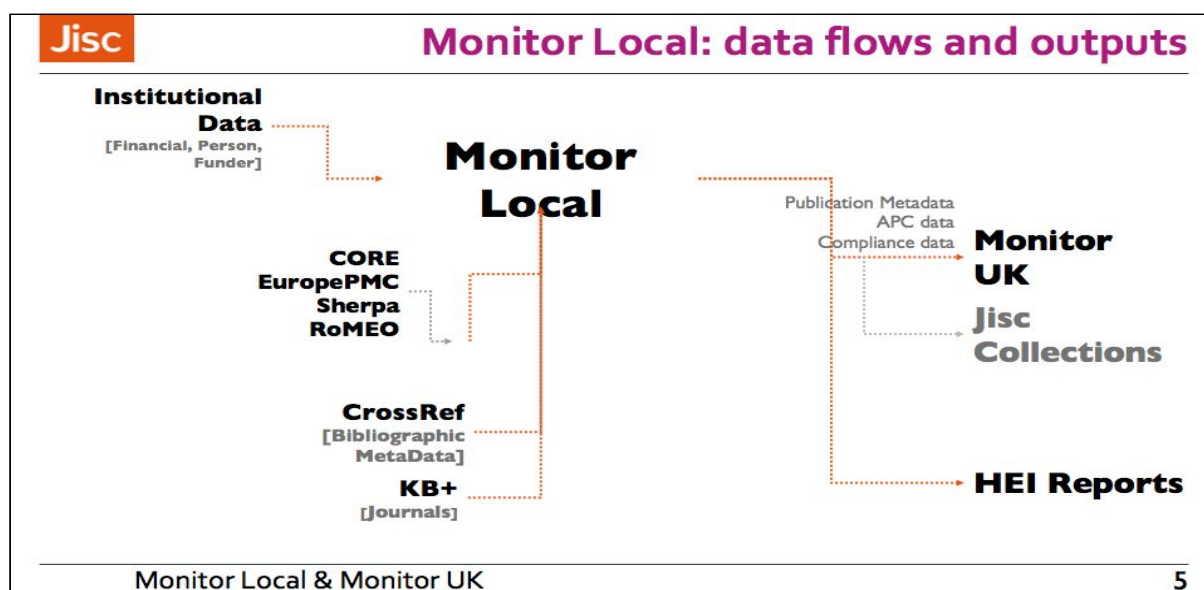 Jisc
Monitor Local: data flows and outputs
Institutional
Data
[Financial, Person,
Funder]
Monitor
Local
CORE
EuropePMC
Sherpa
RoMEO
CrossRef
[Bibliographic
MetaData]
KB+
[Journals]
Publication Metadata
APC data
Compliance data
Monitor
UK
Jisc
Collections
HEI Reports
Monitor Local & Monitor UK
5